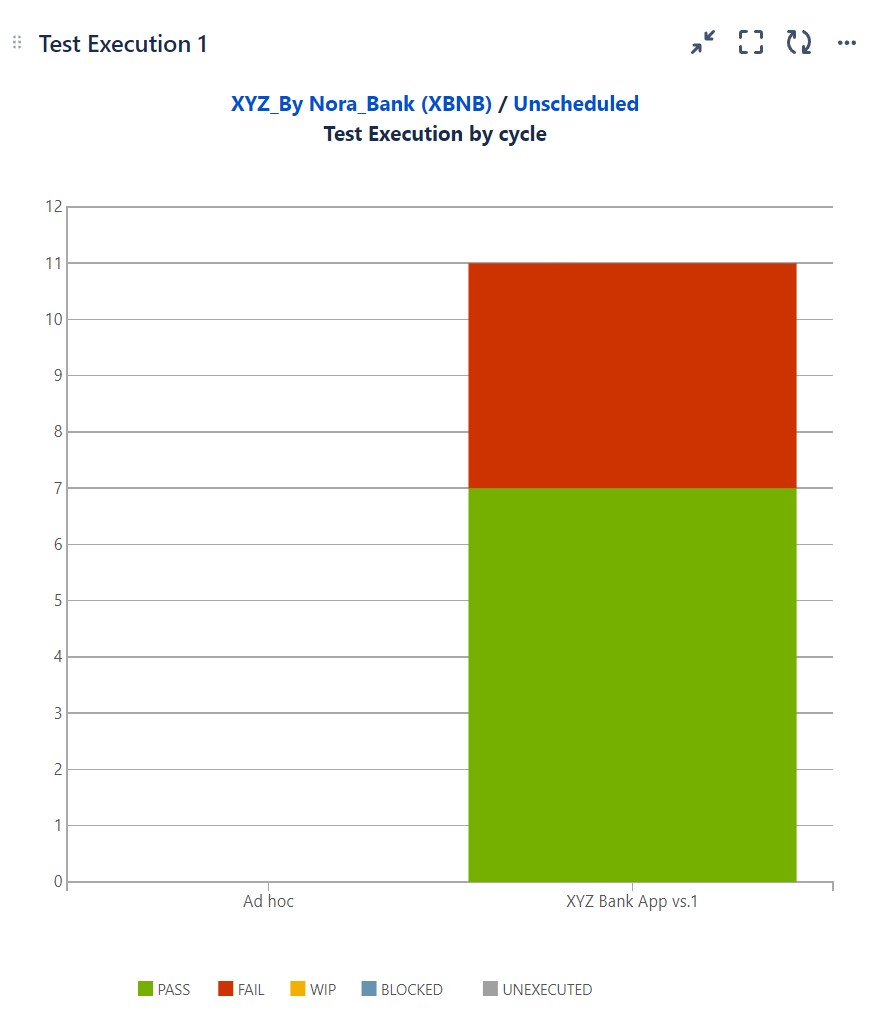 Test Execution 1
XYZ_By Nora_Bank (XBNB) / Unscheduled
Test Execution by cycle
12
11
10
9
8
7
6
5
4
3
2
1
0
Ad hoc
XYZ Bank App vs.1
PASS
FAIL
WIP
BLOCKED
UNEXECUTED